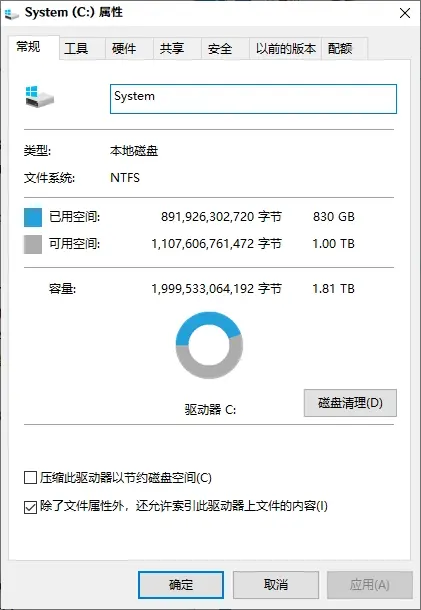 System (C:) 属性
常规 工具 硬件 共享 安全 以前的版本 配额
System
类型: 本地磁盘
文件系统: NTFS
已用空间: 891,926,302,720 字节 830 GB
可用空间: 1,107,606,761,472 字节 1.00 TB
容量: 1,999,533,064,192 字节 1.81 TB
驱动器 C:
磁盘清理(D)
压缩此驱动器以节约磁盘空间(C)
除了文件属性外，还允许索引此驱动器上文件的内容(I)
确定 取消 应用(A)